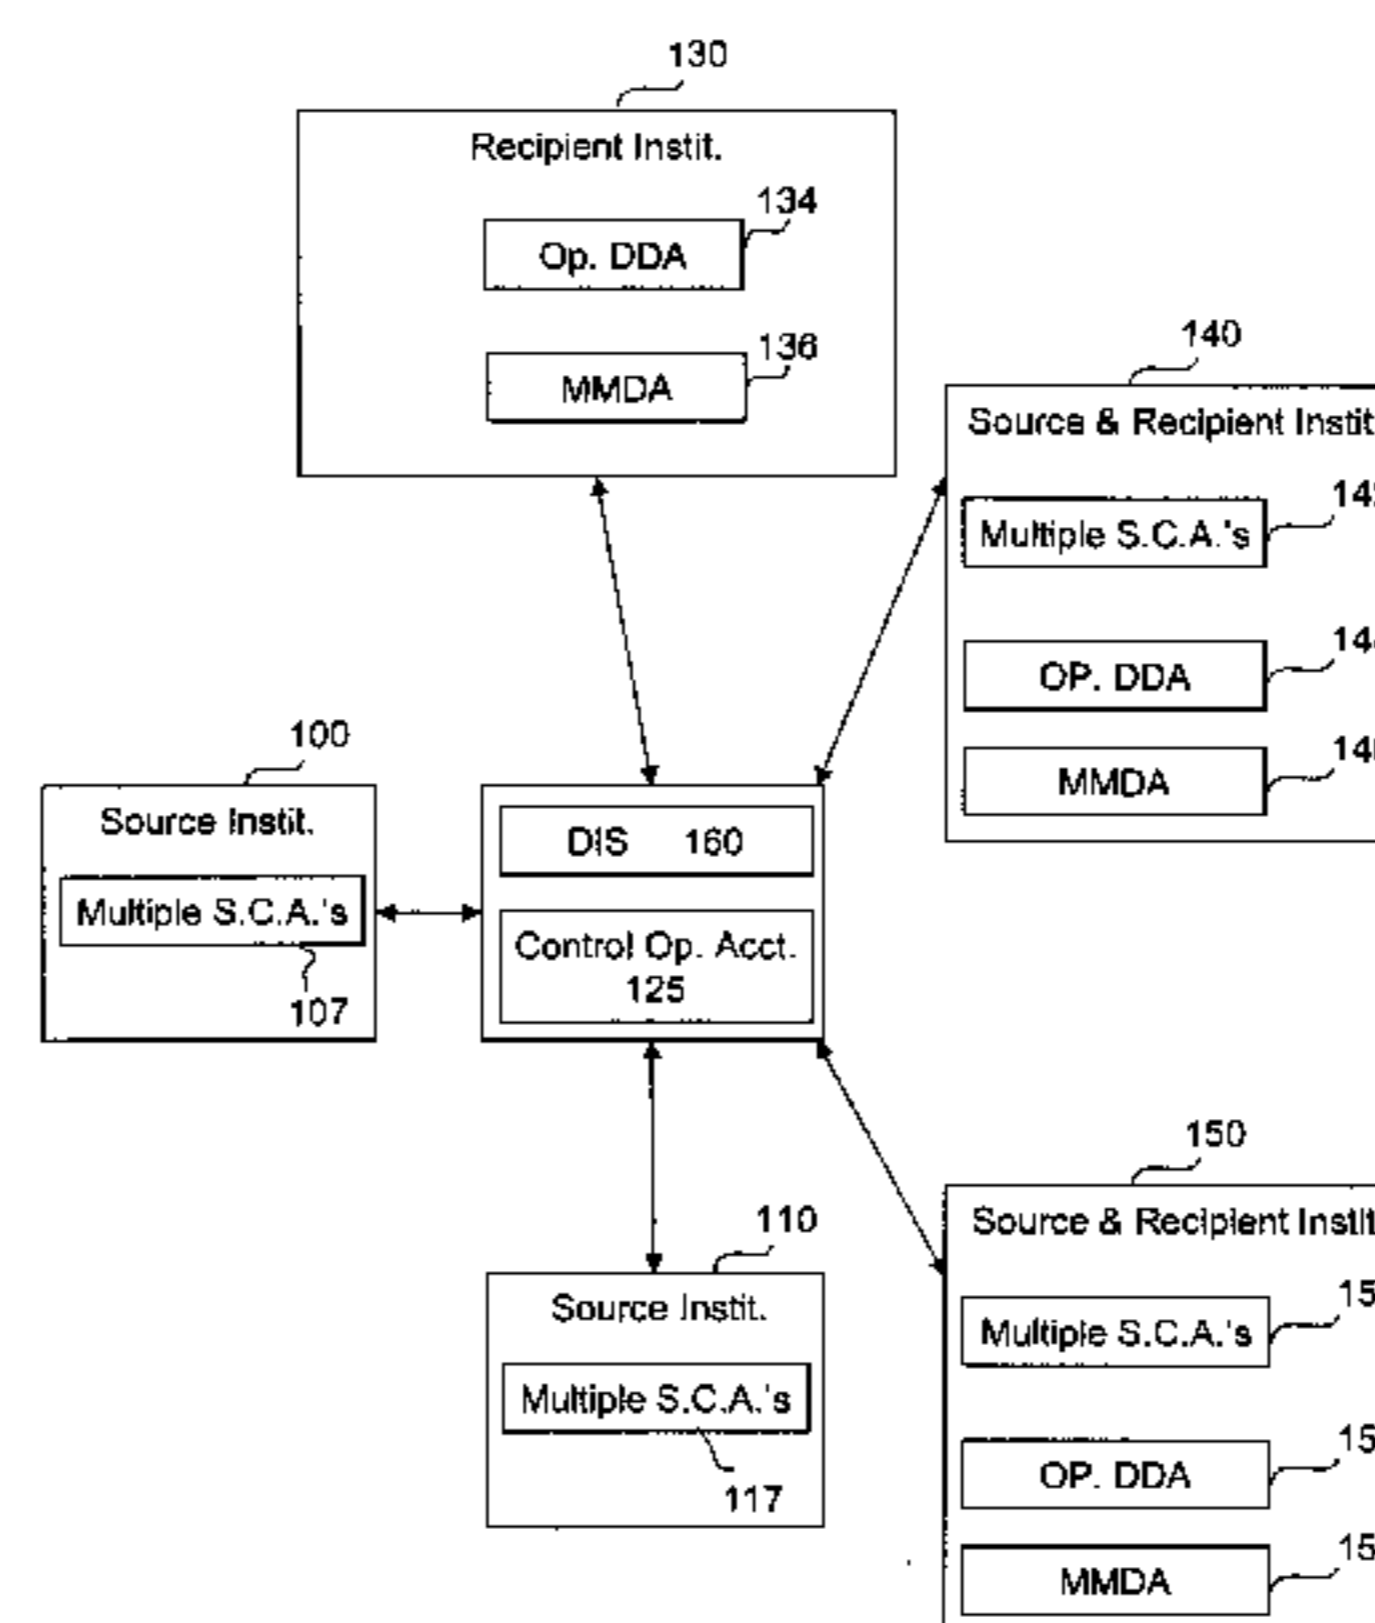 130
Recipient Instit.
134
Op. DDA
136
MMDA
140
Source & Recipient Instit
Multiple S.C.A.'s
OP. DDA
MMDA
100
Source Instit.
Multiple S.C.A.'s
107
DIS 160
Control Op. Acct.
125
110
Source Instit.
Multiple S.C.A.'s
117
150
Source & Recipient Instit
Multiple S.C.A.'s
OP. DDA
MMDA